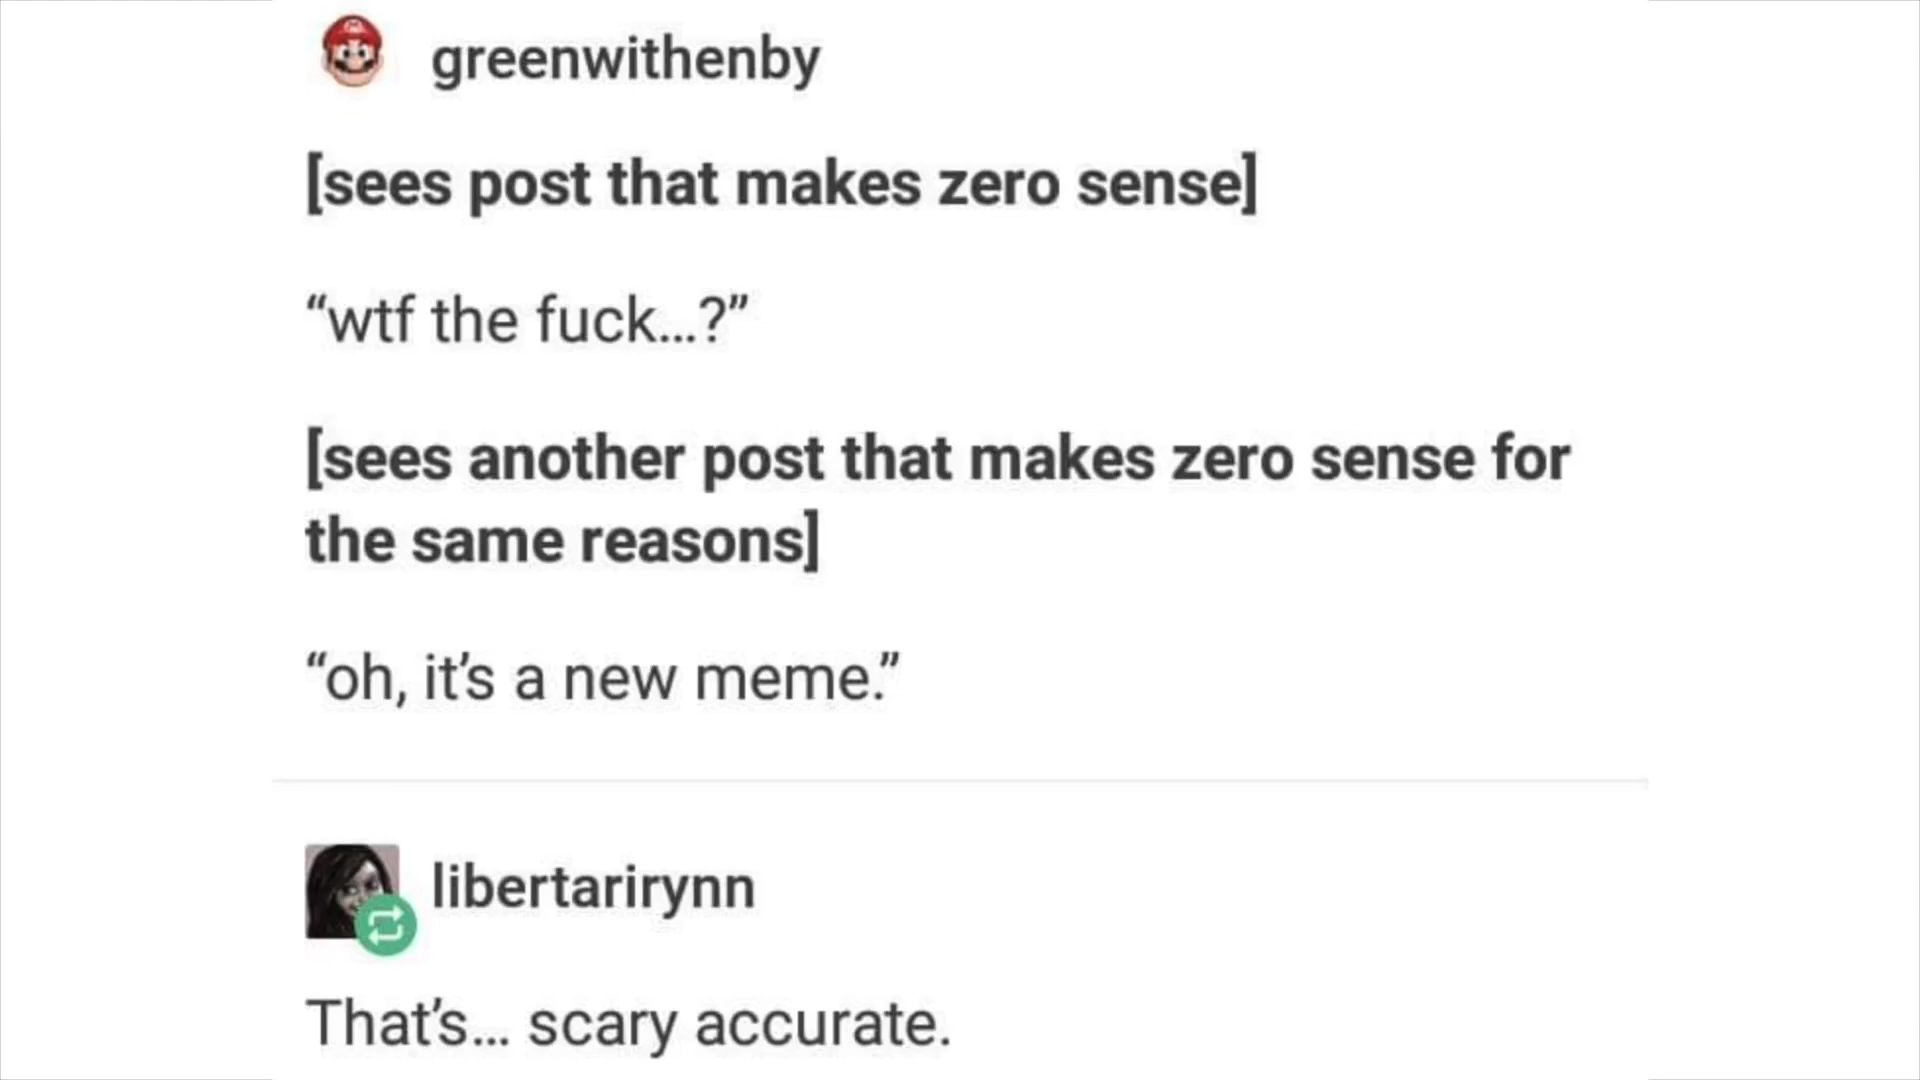 greenwithenby
[sees post that makes zero sense]
“wtf the fuck...?”
[sees another post that makes zero sense for
the same reasons]
“oh, it’s a new meme.”
libertarirynn
That’s... scary accurate.